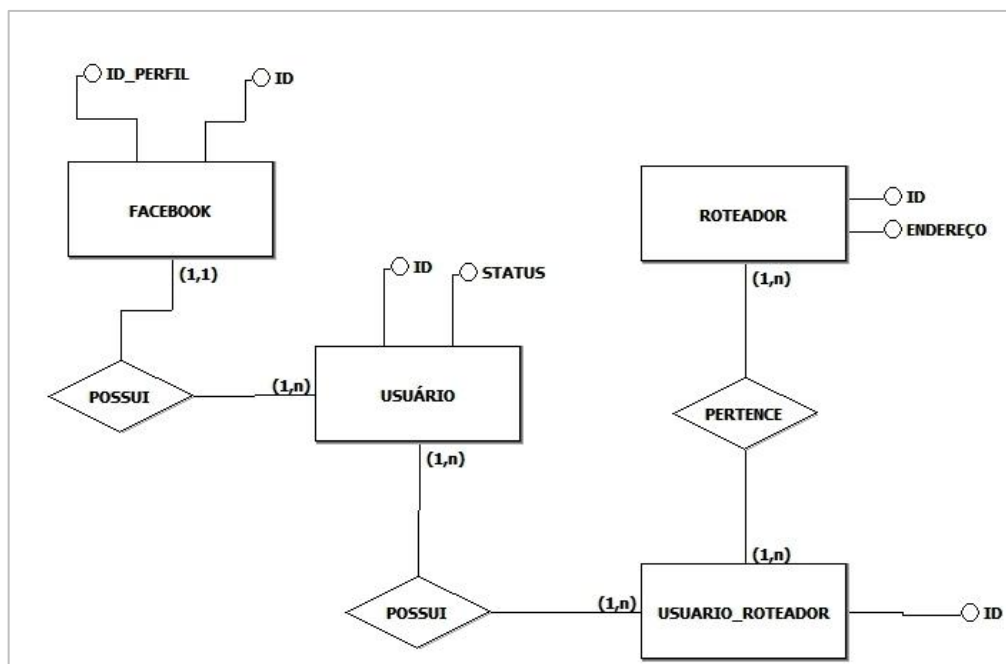 ID_PERFIL
ID
FACEBOOK
(1,1)
POSSUI
(1,n)
ID
STATUS
USUÁRIO
(1,n)
POSSUI
(1,n)
ROTEADOR
ID
ENDEREÇO
(1,n)
PERTENCE
(1,n)
USUARIO_ROTEADOR
ID